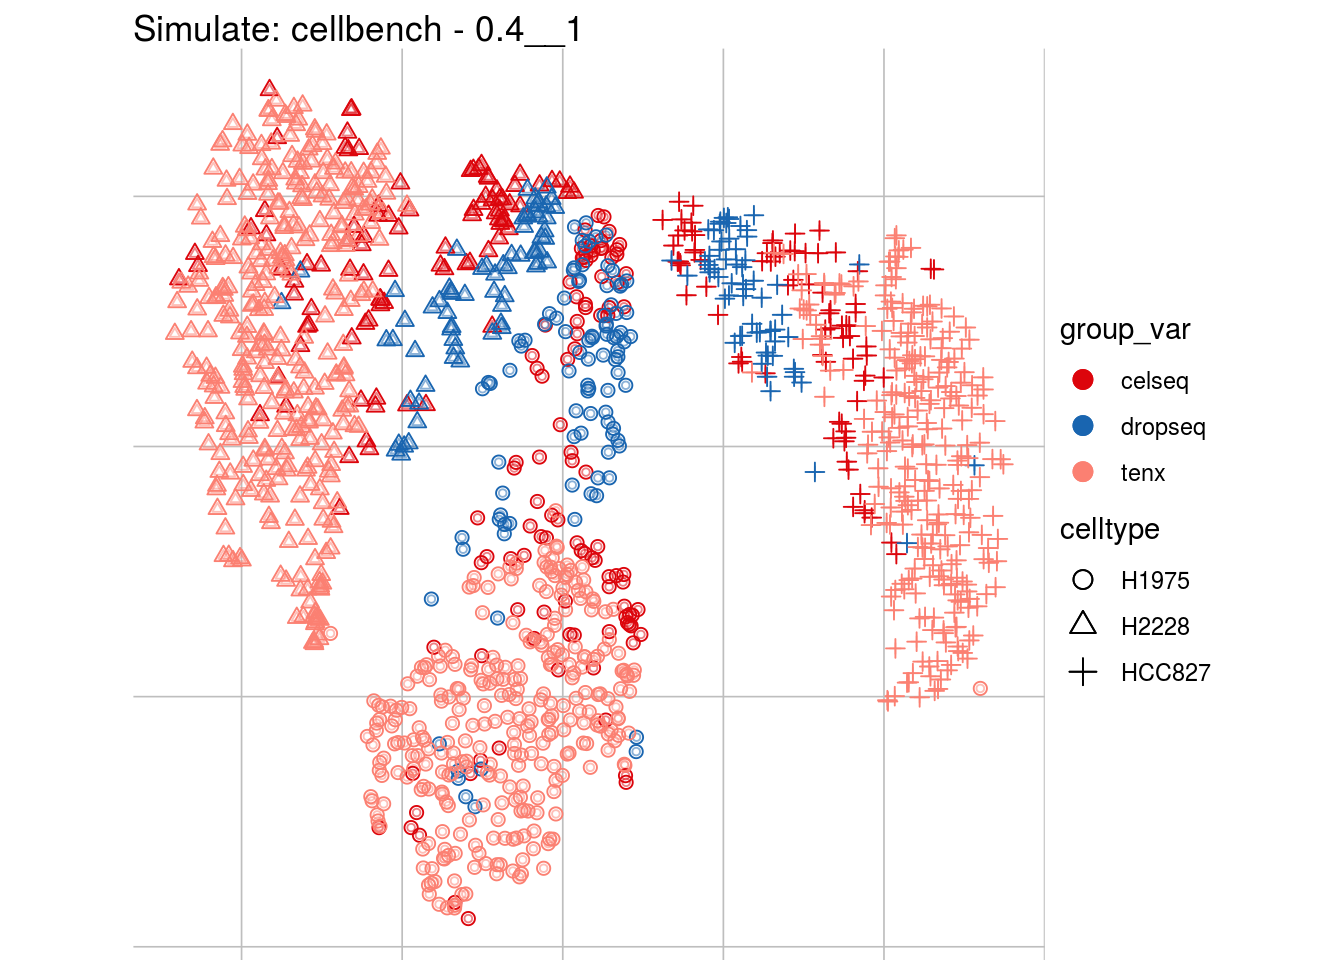 Simulate: cellbench - 0.4__1
group_var
celseq
dropseq
tenx
celltype
H1975
H2228
HCC827